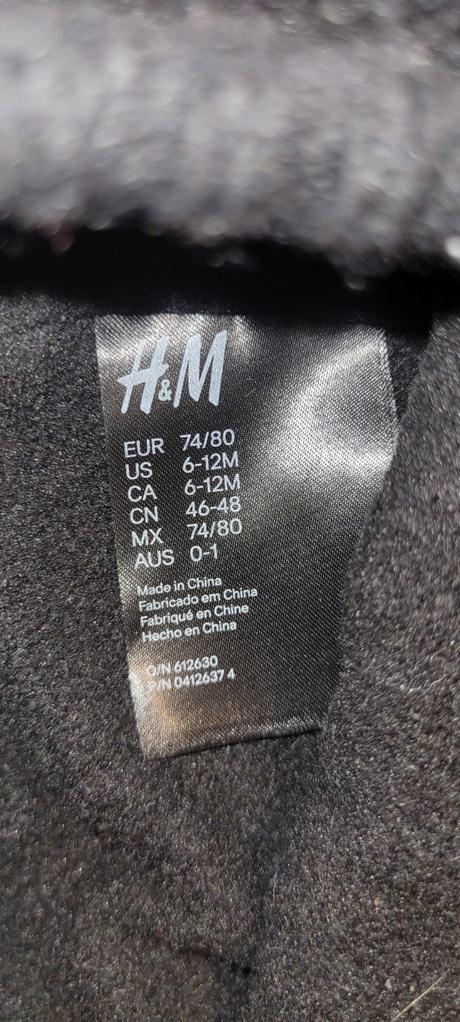 H&M
EUR 74/80
US 6-12M
CA 6-12M
CN 46-48
MX 74/80
AUS 0-1
Made in China
Fabricado em China
Fabriqué en Chine
Hecho en China
O/N 612630
P/N 0412637 4